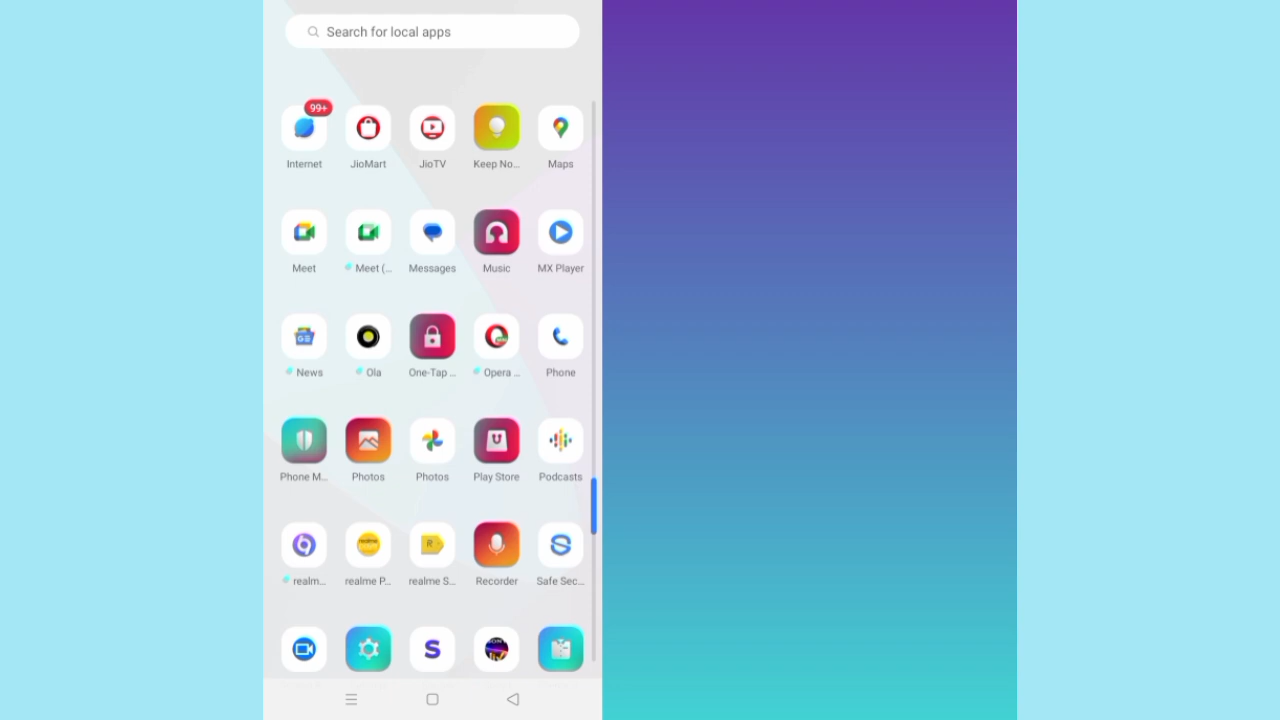 Search for local apps
99+
Internet JioMart JioTV Keep No... Maps
Meet Meet (... Messages Music MX Player
News Ola One-Tap ... Opera ... Phone
Phone M... Photos Photos Play Store Podcasts
realme
R
realm... realme P... realme S... Recorder Safe Sec...
S